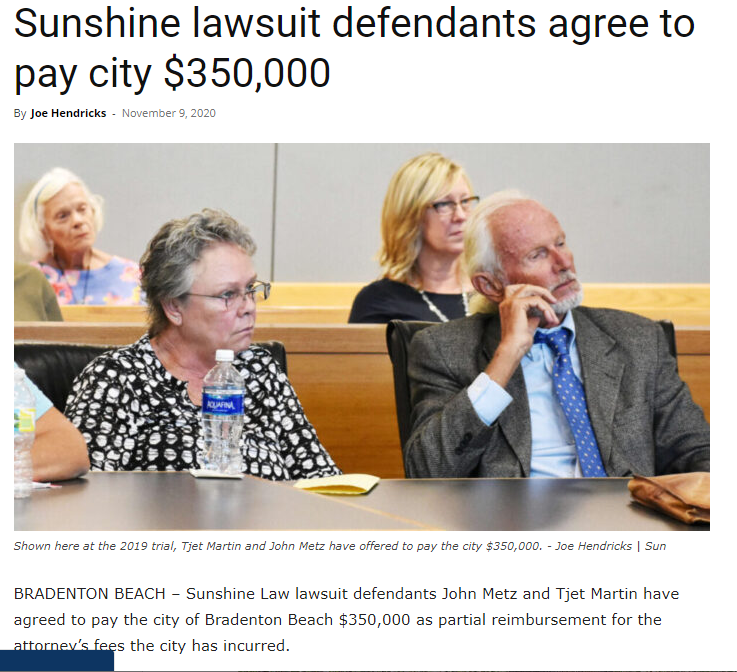 Sunshine lawsuit defendants agree to
pay city $350,000
By Joe Hendricks - November 9, 2020
AQUAFINA
Shown here at the 2019 trial, Tjet Martin and John Metz have offered to pay the city $350,000. - Joe Hendricks | Sun
BRADENTON BEACH – Sunshine Law lawsuit defendants John Metz and Tjet Martin have
agreed to pay the city of Bradenton Beach $350,000 as partial reimbursement for the
attorney’s fees the city has incurred.